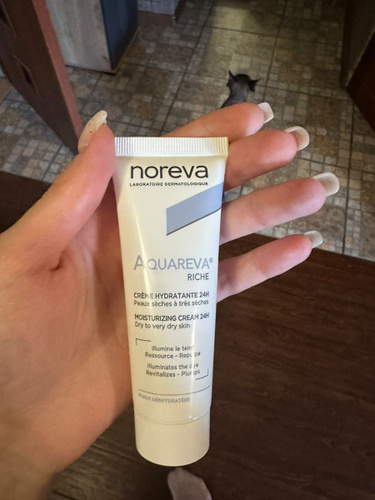 noreva
LABORATOIRE DERMATOLOGIQUE
AQUAREVA®
RICHE
CRÈME HYDRATANTE 24H
Peaux sèches à très sèches
MOISTURIZING CREAM 24H
Dry to very dry skin
illumine le teint
Ressource - Repulpe
Illuminates the
Revitalizes - Plumps
PEAUX DÉSHYDRATÉES